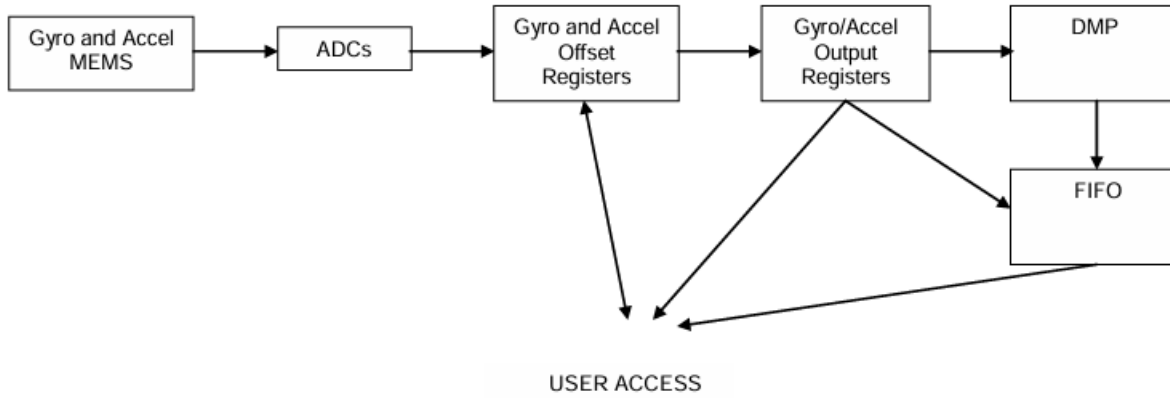 Gyro and Accel
MEMS
ADCs
Gyro and Accel
Offset
Registers
Gyro/Accel
Output
Registers
DMP
FIFO
USER ACCESS